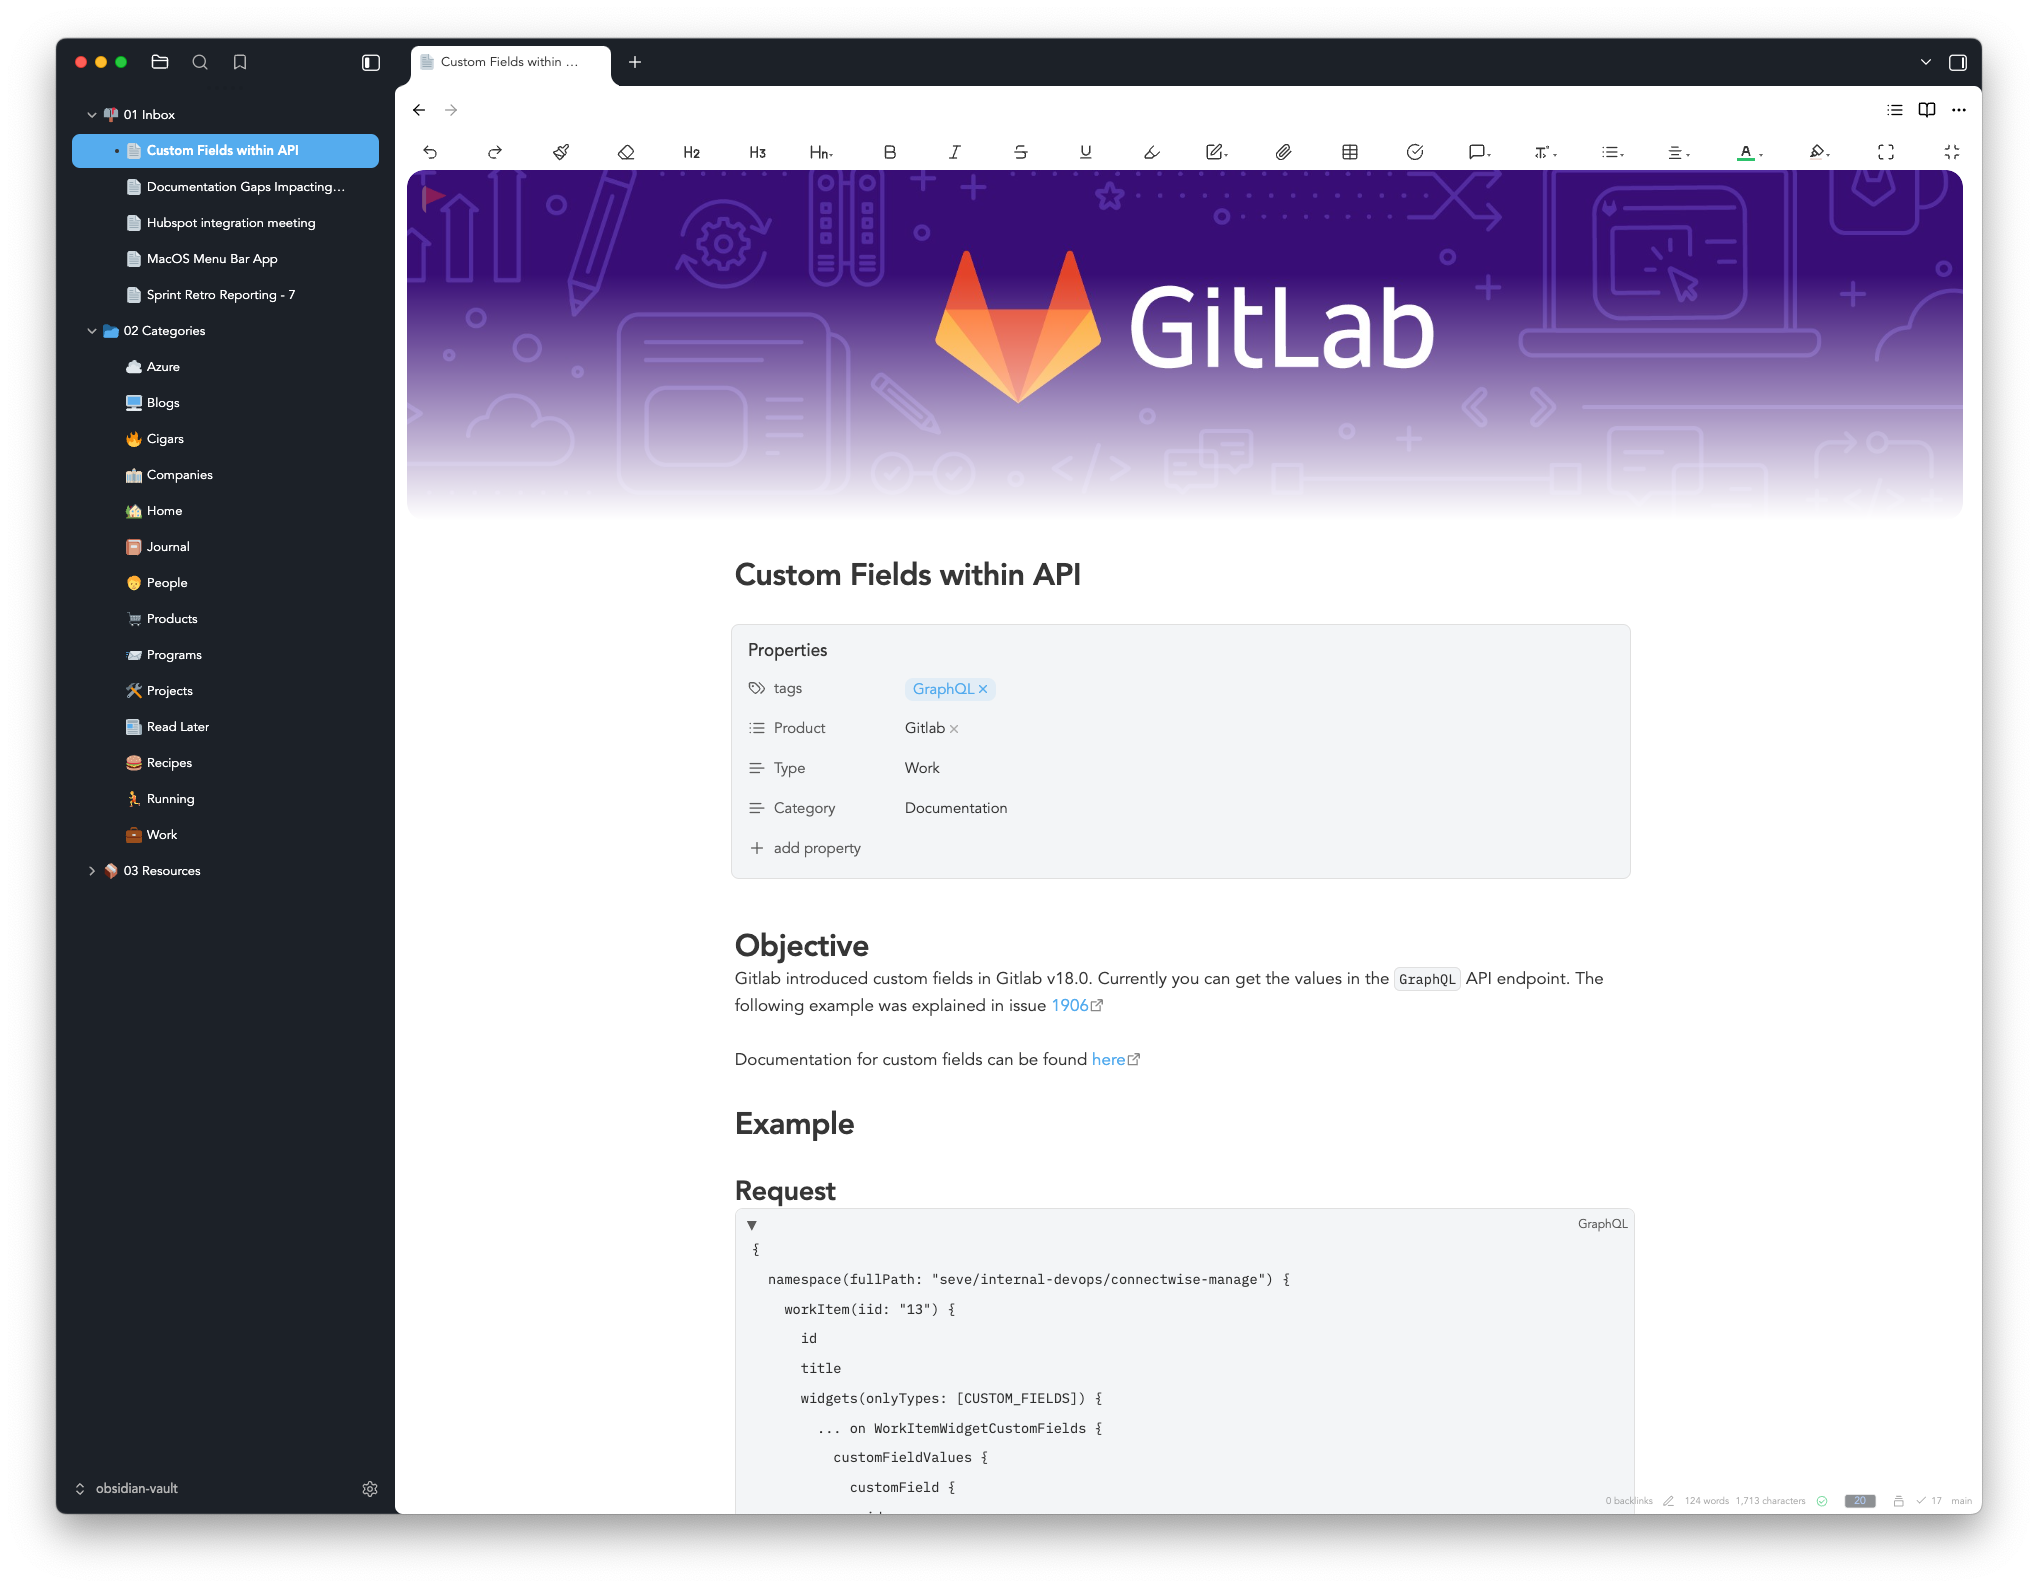 Custom Fields within ...
01 Inbox
Custom Fields within API
Documentation Gaps Impacting...
Hubspot integration meeting
MacOS Menu Bar App
Sprint Retro Reporting - 7
02 Categories
Azure
Blogs
Cigars
Companies
Home
Journal
People
Products
Programs
Projects
Read Later
Recipes
Running
Work
03 Resources
obsidian-vault
H2 H3 Hn B I S U T A
GitLab
Custom Fields within API
Properties
tags GraphQL ×
Product Gitlab ×
Type Work
Category Documentation
+ add property
Objective
Gitlab introduced custom fields in Gitlab v18.0. Currently you can get the values in the GraphQL API endpoint. The
following example was explained in issue 1906
Documentation for custom fields can be found here
Example
Request
GraphQL
{
namespace(fullPath: "seve/internal-devops/connectwise-manage") {
workItem(iid: "13") {
id
title
widgets(onlyTypes: [CUSTOM_FIELDS]) {
... on WorkItemWidgetCustomFields {
customFieldValues {
customField {
0 backlinks 124 words 1,713 characters 20 17 main